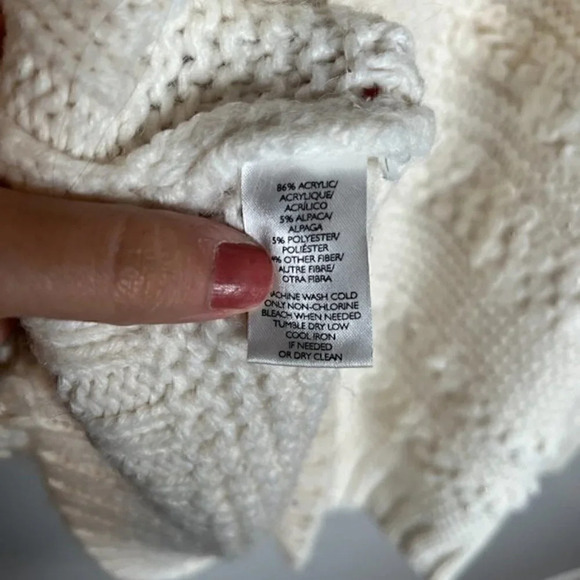 86% ACRYLIC/
ACRYLIQUE/
ACRÍLICO
5% ALPACA/
ALPAGA
5% POLYESTER/
POLIÉSTER
% OTHER FIBER/
AUTRE FIBRE/
OTRA FIBRA
ACHINE WASH COLD
ONLY NON-CHLORINE
BLEACH WHEN NEEDED
TUMBLE DRY LOW
COOL IRON
IF NEEDED
OR DRY CLEAN